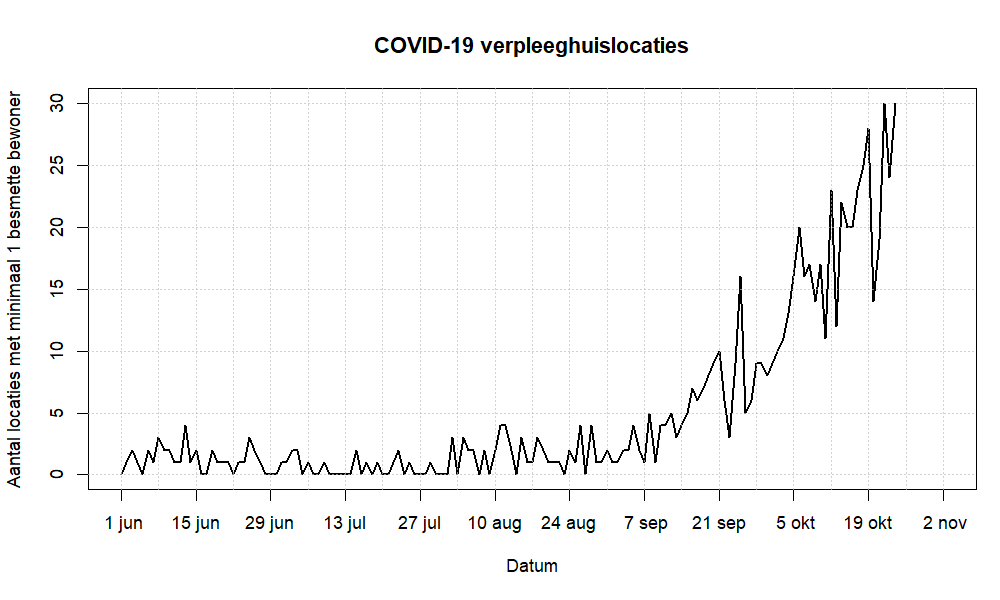 COVID-19 verpleeghuislocaties
Aantal locaties met minimaal 1 besmette bewoner
30
25
20
15
10
5
0
1 jun 15 jun 29 jun 13 jul 27 jul 10 aug 24 aug 7 sep 21 sep 5 okt 19 okt 2 nov
Datum